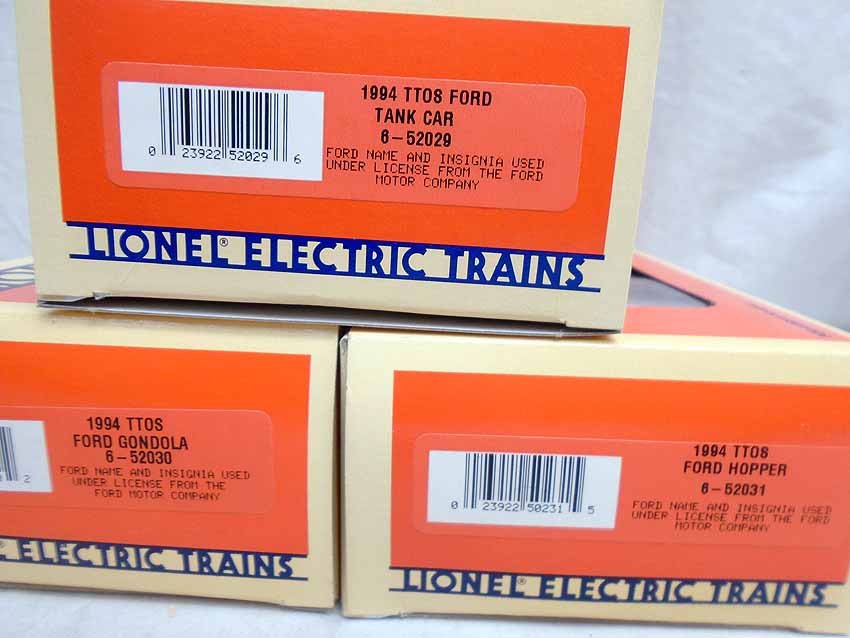 1994 TTOS FORD
TANK CAR
6-52029
0 23922 52029 6
FORD NAME AND INSIGNIA USED
UNDER LICENSE FROM THE FORD
MOTOR COMPANY
LIONEL® ELECTRIC TRAINS
1994 TTOS
FORD GONDOLA
6-52030
2
FORD NAME AND INSIGNIA USED
UNDER LICENSE FROM THE
FORD MOTOR COMPANY
® ELECTRIC TRAINS
1994 TTOS
FORD HOPPER
6-52031
0 23922 50231 5
FORD NAME AND INSIGNIA USED
UNDER LICENSE FROM THE FORD
MOTOR COMPANY
LIONEL® ELECTRIC TRAINS